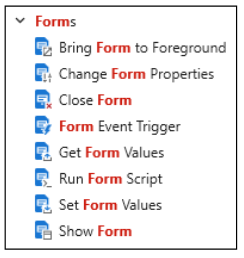 Forms
Bring Form to Foreground
Change Form Properties
Close Form
Form Event Trigger
Get Form Values
Run Form Script
Set Form Values
Show Form